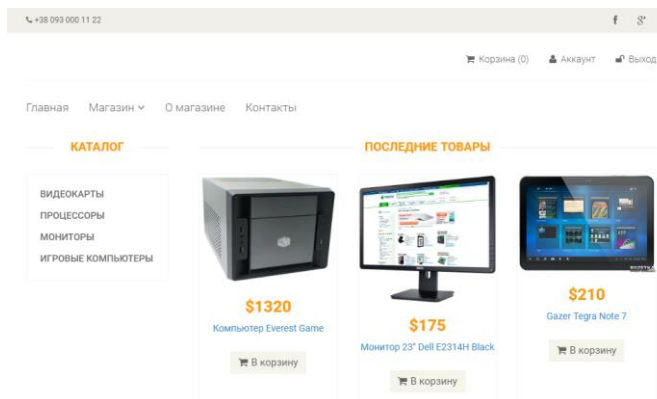 +38 093 000 11 22
Корзина (0) Аккаунт Выход
Главная Магазин О магазине Контакты
КАТАЛОГ
ВИДЕОКАРТЫ
ПРОЦЕССОРЫ
МОНИТОРЫ
ИГРОВЫЕ КОМПЬЮТЕРЫ
ПОСЛЕДНИЕ ТОВАРЫ
$1320
Компьютер Everest Game
В корзину
$175
Монитор 23" Dell E2314H Black
В корзину
$210
Gazer Tegra Note 7
В корзину